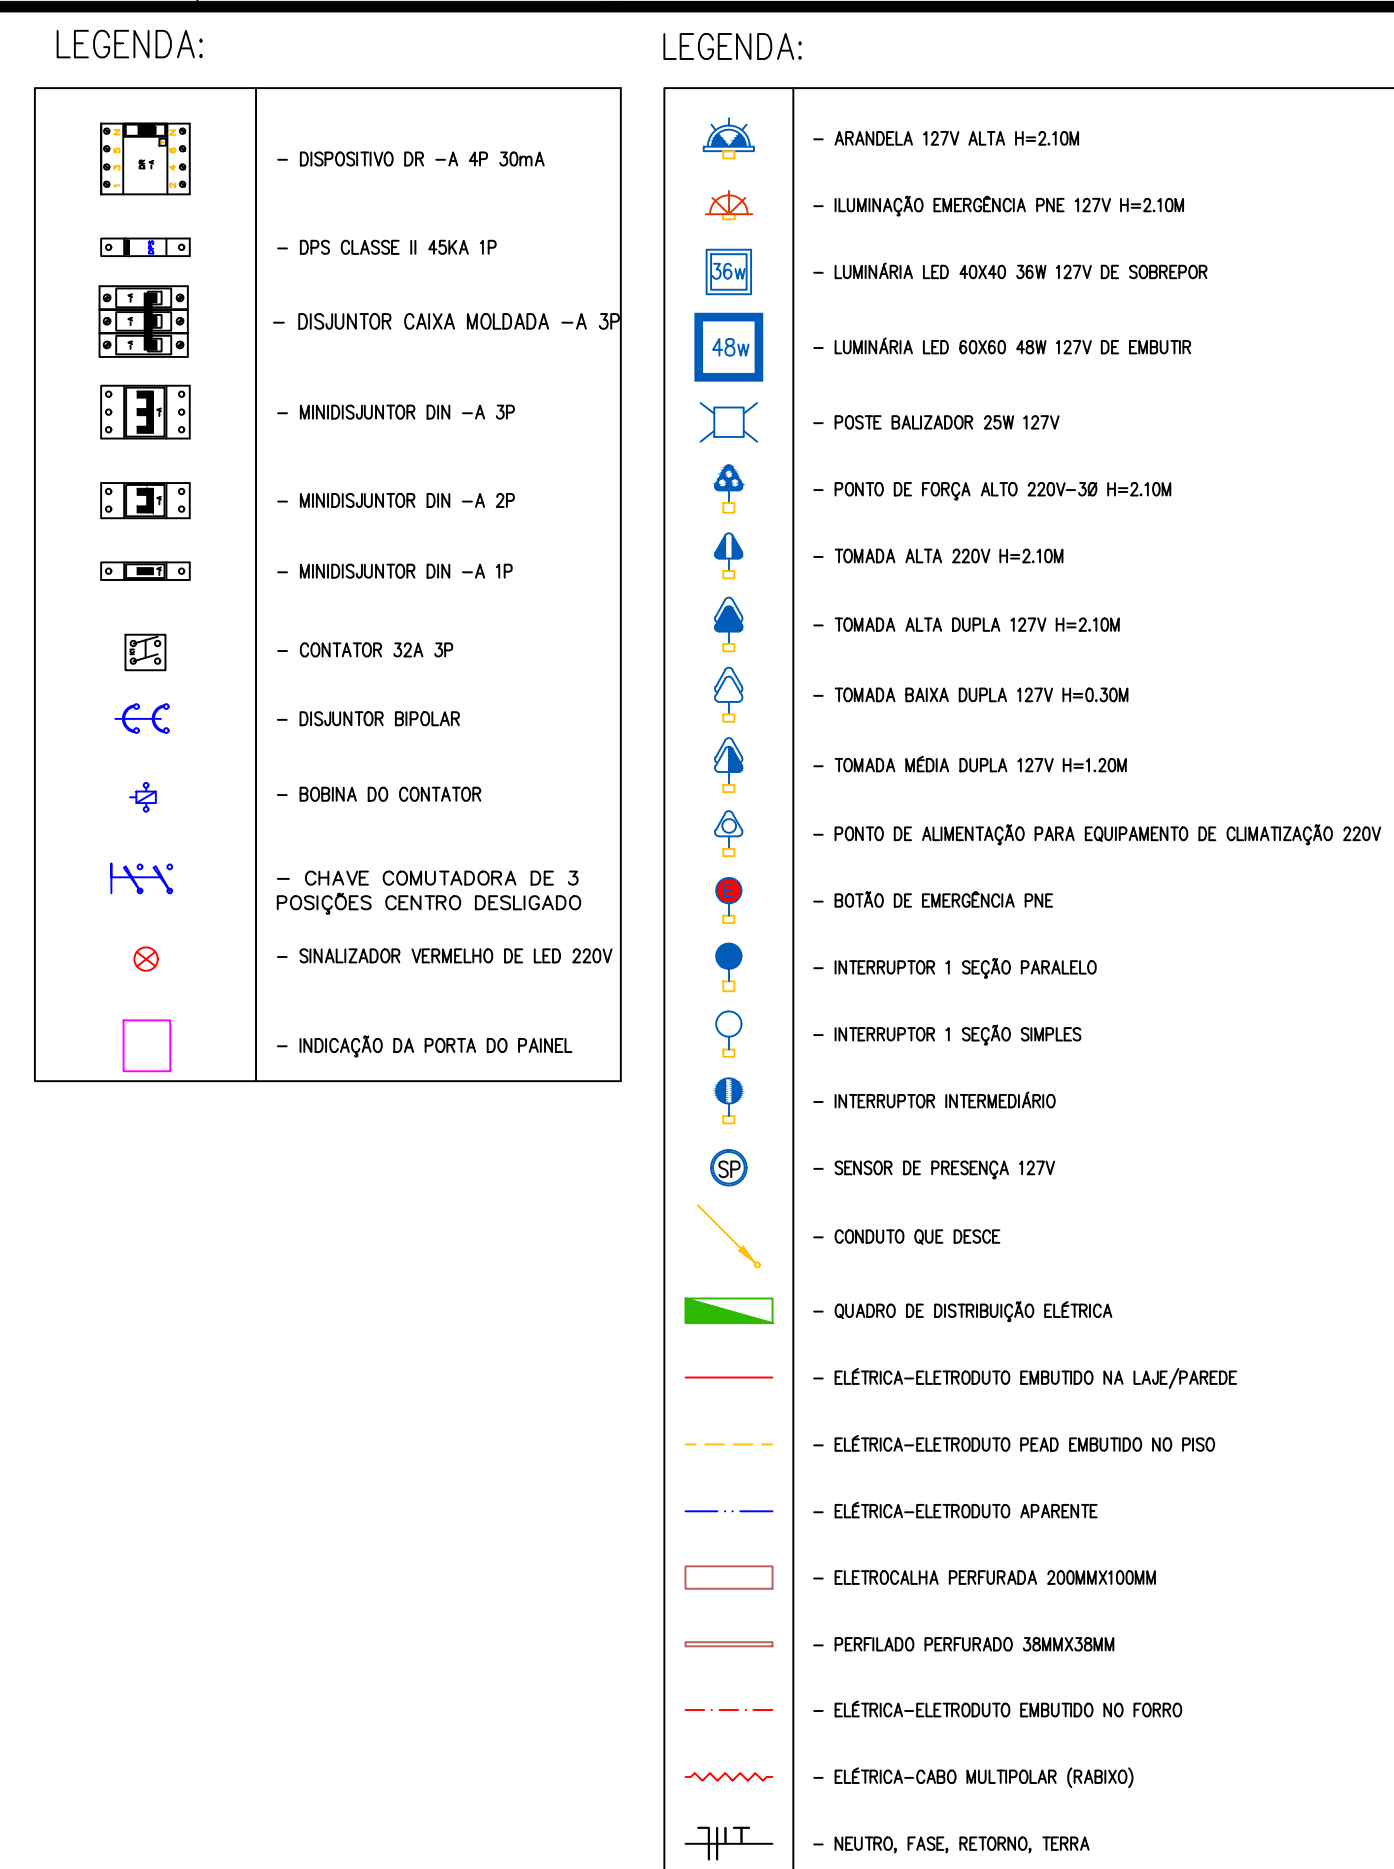 LEGENDA:
- DISPOSITIVO DR -A 4P 30mA
N
5
3
1
N
6
4
2
DR
-A
- DPS CLASSE II 45KA 1P
DPS
- DISJUNTOR CAIXA MOLDADA -A 3P
-A
-A
-A
- MINIDISJUNTOR DIN -A 3P
-A
- MINIDISJUNTOR DIN -A 2P
-A
- MINIDISJUNTOR DIN -A 1P
-A
- CONTATOR 32A 3P
- DISJUNTOR BIPOLAR
- BOBINA DO CONTATOR
- CHAVE COMUTADORA DE 3
POSIÇÕES CENTRO DESLIGADO
- SINALIZADOR VERMELHO DE LED 220V
- INDICAÇÃO DA PORTA DO PAINEL
LEGENDA:
- ARANDELA 127V ALTA H=2.10M
- ILUMINAÇÃO EMERGÊNCIA PNE 127V H=2.10M
36w
- LUMINÁRIA LED 40X40 36W 127V DE SOBREPOR
48w
- LUMINÁRIA LED 60X60 48W 127V DE EMBUTIR
- POSTE BALIZADOR 25W 127V
- PONTO DE FORÇA ALTO 220V-3Ø H=2.10M
- TOMADA ALTA 220V H=2.10M
- TOMADA ALTA DUPLA 127V H=2.10M
- TOMADA BAIXA DUPLA 127V H=0.30M
- TOMADA MÉDIA DUPLA 127V H=1.20M
- PONTO DE ALIMENTAÇÃO PARA EQUIPAMENTO DE CLIMATIZAÇÃO 220V
E
- BOTÃO DE EMERGÊNCIA PNE
- INTERRUPTOR 1 SEÇÃO PARALELO
- INTERRUPTOR 1 SEÇÃO SIMPLES
- INTERRUPTOR INTERMEDIÁRIO
SP
- SENSOR DE PRESENÇA 127V
- CONDUTO QUE DESCE
- QUADRO DE DISTRIBUIÇÃO ELÉTRICA
- ELÉTRICA-ELETRODUTO EMBUTIDO NA LAJE/PAREDE
- ELÉTRICA-ELETRODUTO PEAD EMBUTIDO NO PISO
- ELÉTRICA-ELETRODUTO APARENTE
- ELETROCALHA PERFURADA 200MMX100MM
- PERFILADO PERFURADO 38MMX38MM
- ELÉTRICA-ELETRODUTO EMBUTIDO NO FORRO
- ELÉTRICA-CABO MULTIPOLAR (RABIXO)
- NEUTRO, FASE, RETORNO, TERRA